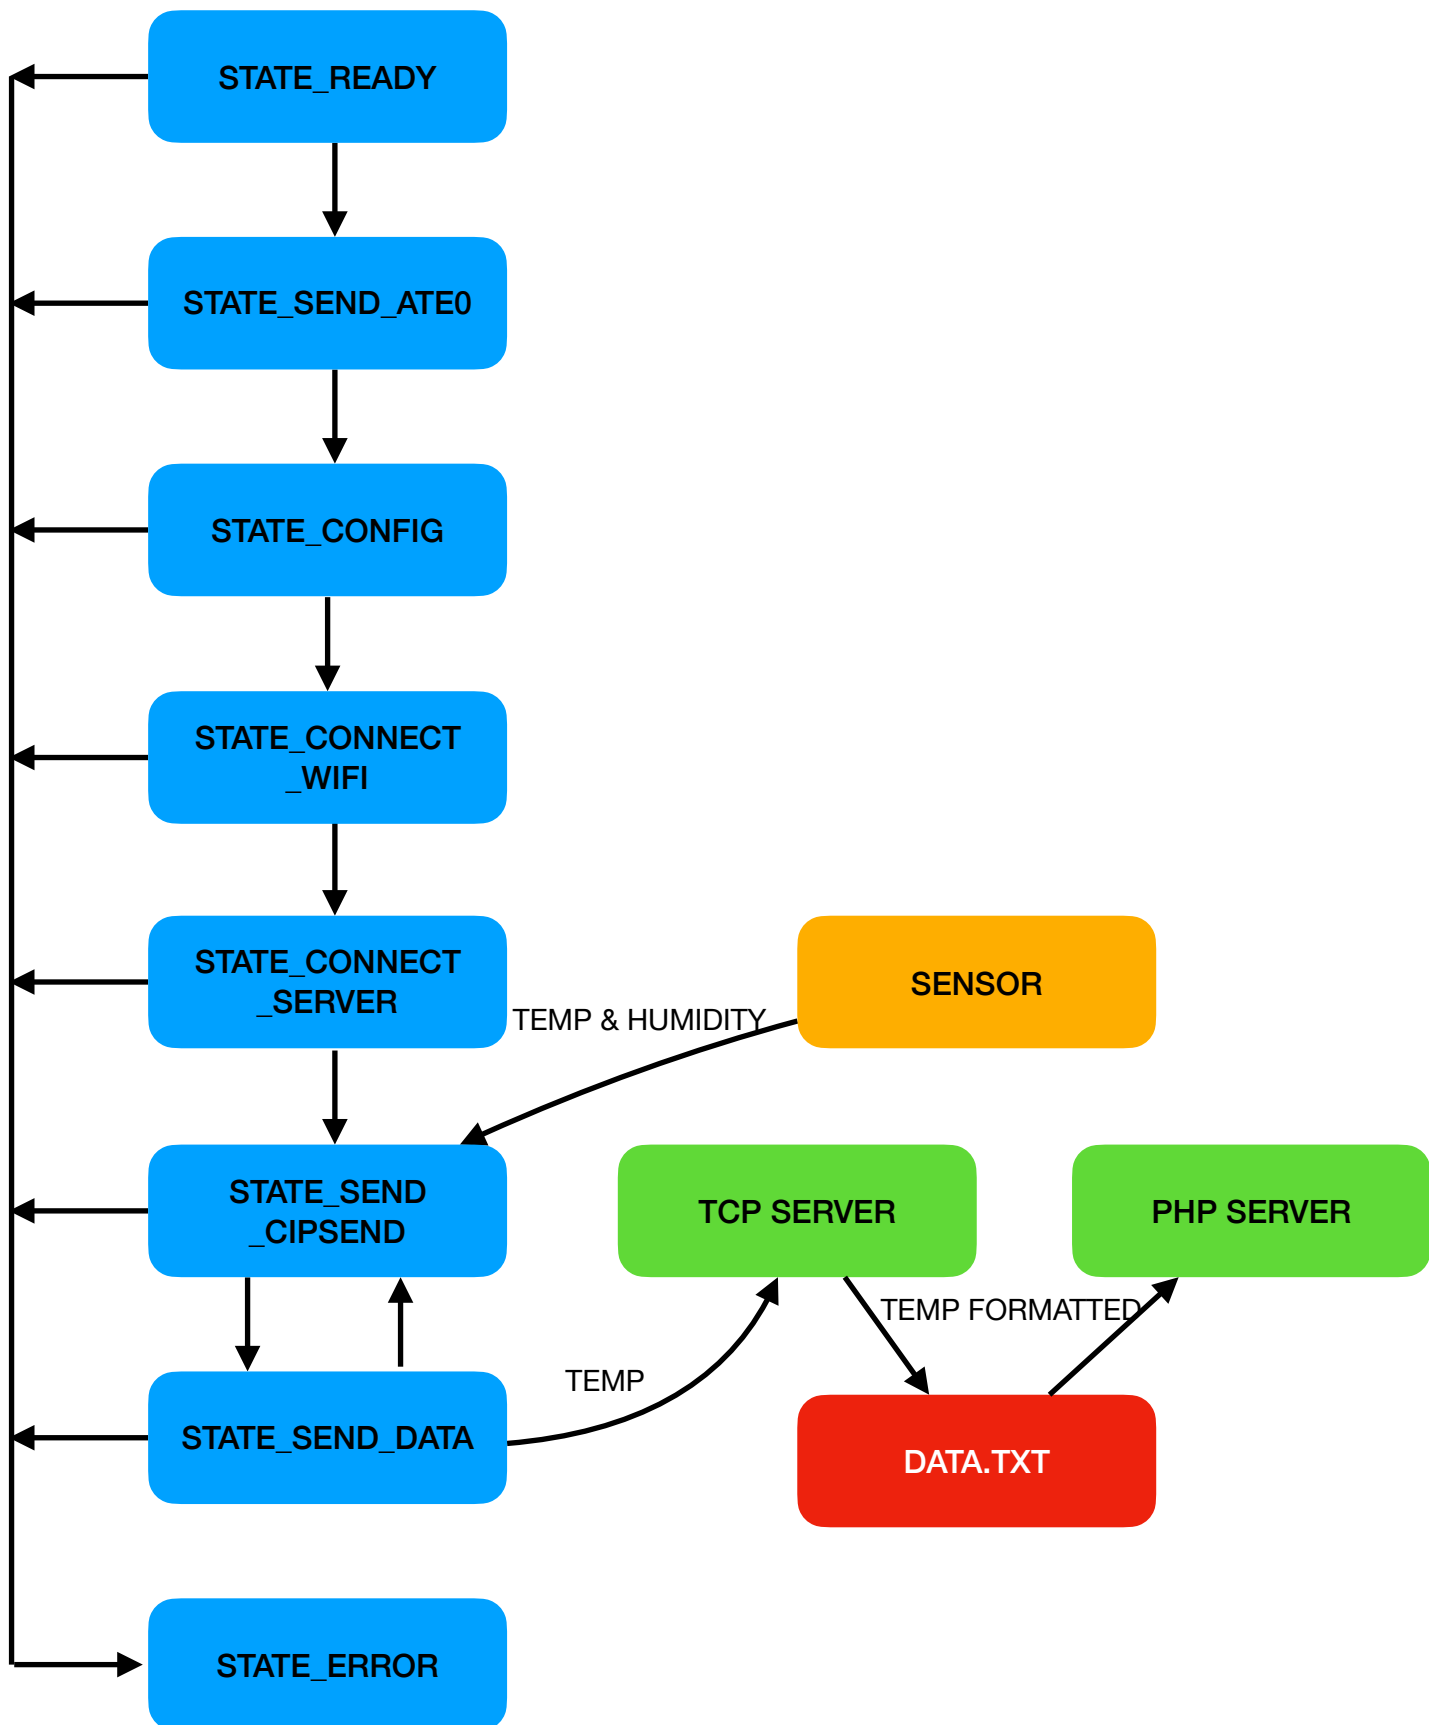 STATE_READY
STATE_SEND_ATE0
STATE_CONFIG
STATE_CONNECT
_WIFI
STATE_CONNECT
_SERVER
SENSOR
TEMP & HUMIDITY
STATE_SEND
_CIPSEND
TCP SERVER
PHP SERVER
TEMP FORMATTED
TEMP
STATE_SEND_DATA
DATA.TXT
STATE_ERROR